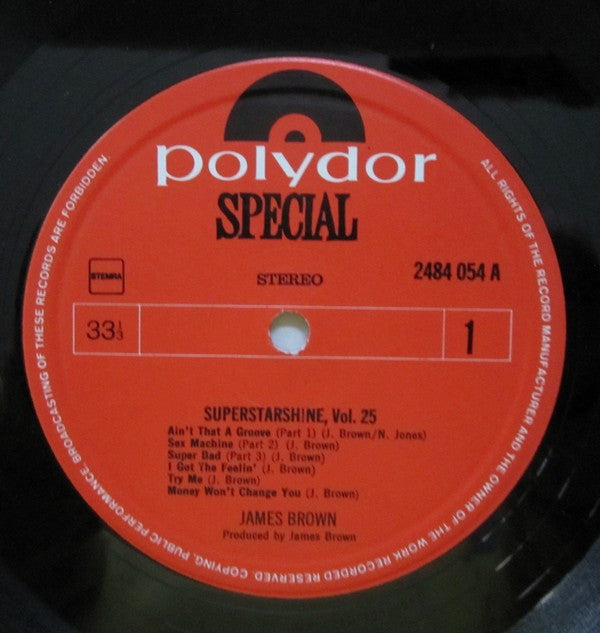 polydor
SPECIAL
STEMRA
STEREO
2484 054 A
33⅓
1
SUPERSTARSHINE, Vol. 25
Ain't That A Groove (Part 1) (J. Brown/N. Jones)
Sex Machine (Part 2) (J. Brown)
Super Bad (Part 3) (J. Brown)
I Got The Feelin' (J. Brown)
Try Me (J. Brown)
Money Won't Change You (J. Brown)
JAMES BROWN
Produced by James Brown
ALL RIGHTS OF THE RECORD MANUFACTURER AND THE OWNER OF THE WORK RECORDED RESERVED. COPYING, PUBLIC PERFORMANCE, BROADCASTING OF THESE RECORDS ARE FORBIDDEN.